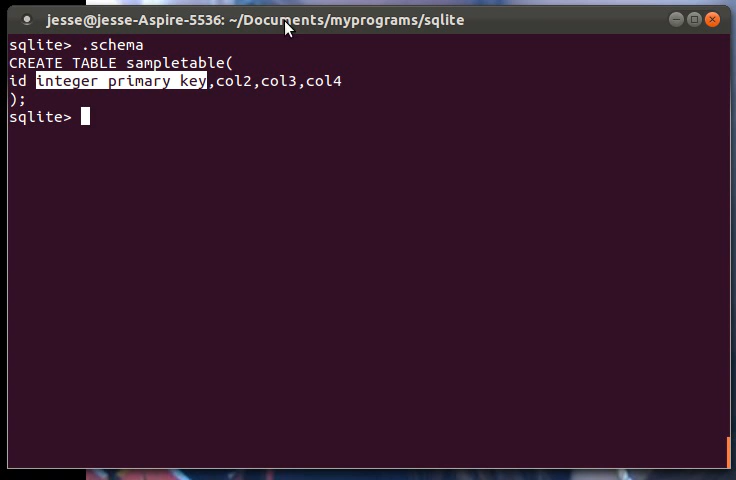 jesse@jesse-Aspire-5536: ~/Documents/myprograms/sqlite
sqlite> .schema
CREATE TABLE sampletable(
id integer primary key,col2,col3,col4
);
sqlite>